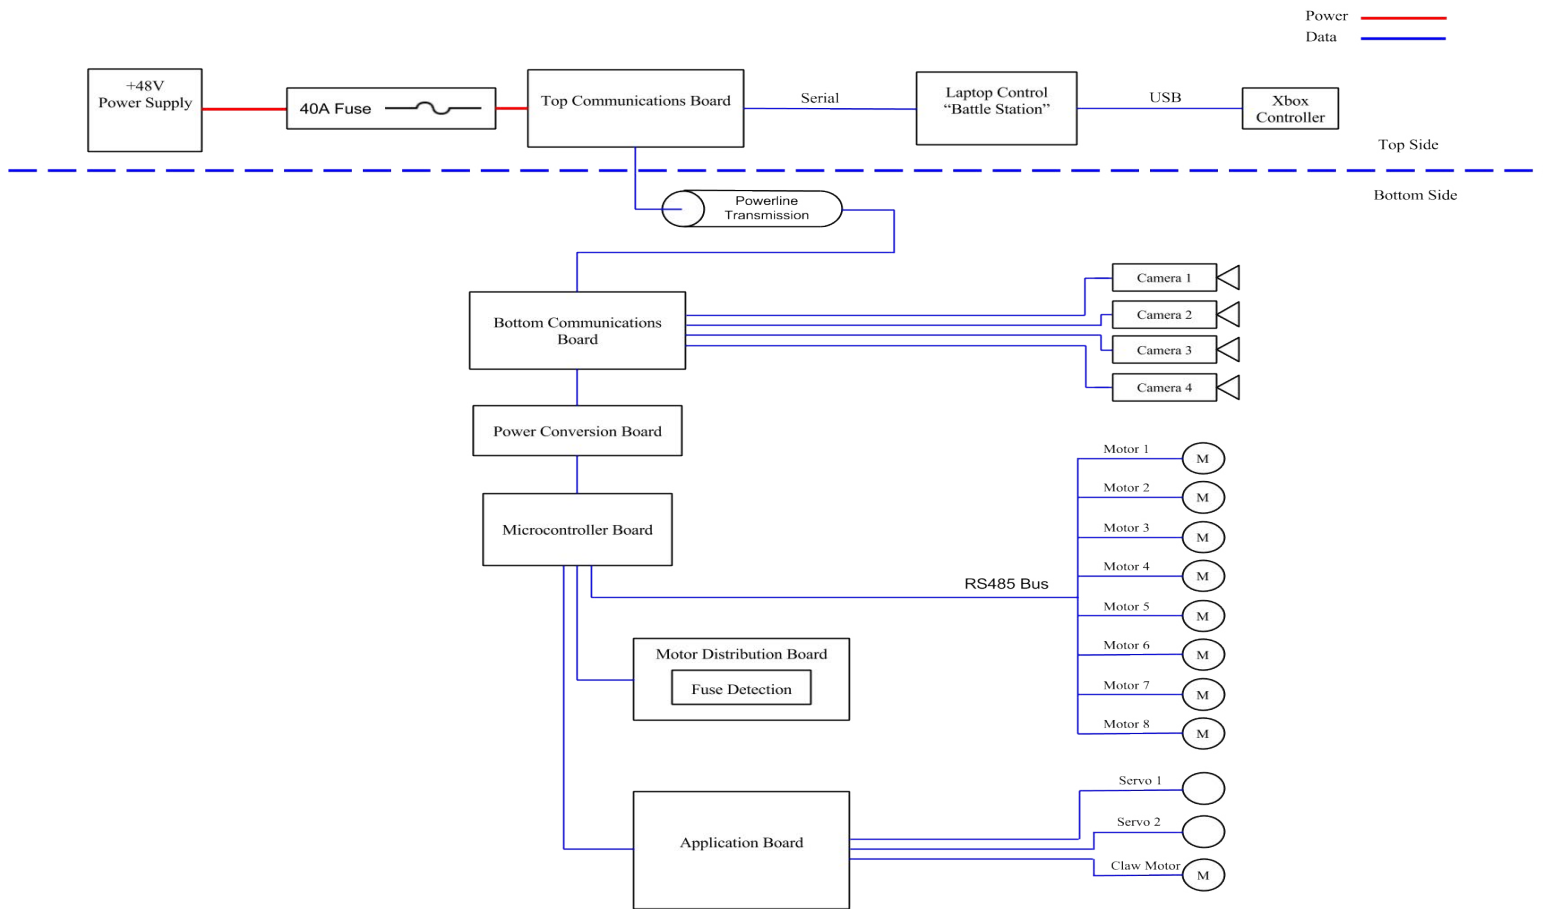 Power
Data
+48V
Power Supply
40A Fuse
Top Communications Board
Serial
Laptop Control
“Battle Station”
USB
Xbox
Controller
Top Side
Bottom Side
Powerline
Transmission
Bottom Communications
Board
Camera 1
Camera 2
Camera 3
Camera 4
Power Conversion Board
Microcontroller Board
Motor 1
M
Motor 2
M
Motor 3
M
Motor 4
M
RS485 Bus
Motor 5
M
Motor 6
M
Motor 7
M
Motor 8
M
Motor Distribution Board
Fuse Detection
Application Board
Servo 1
Servo 2
Claw Motor
M